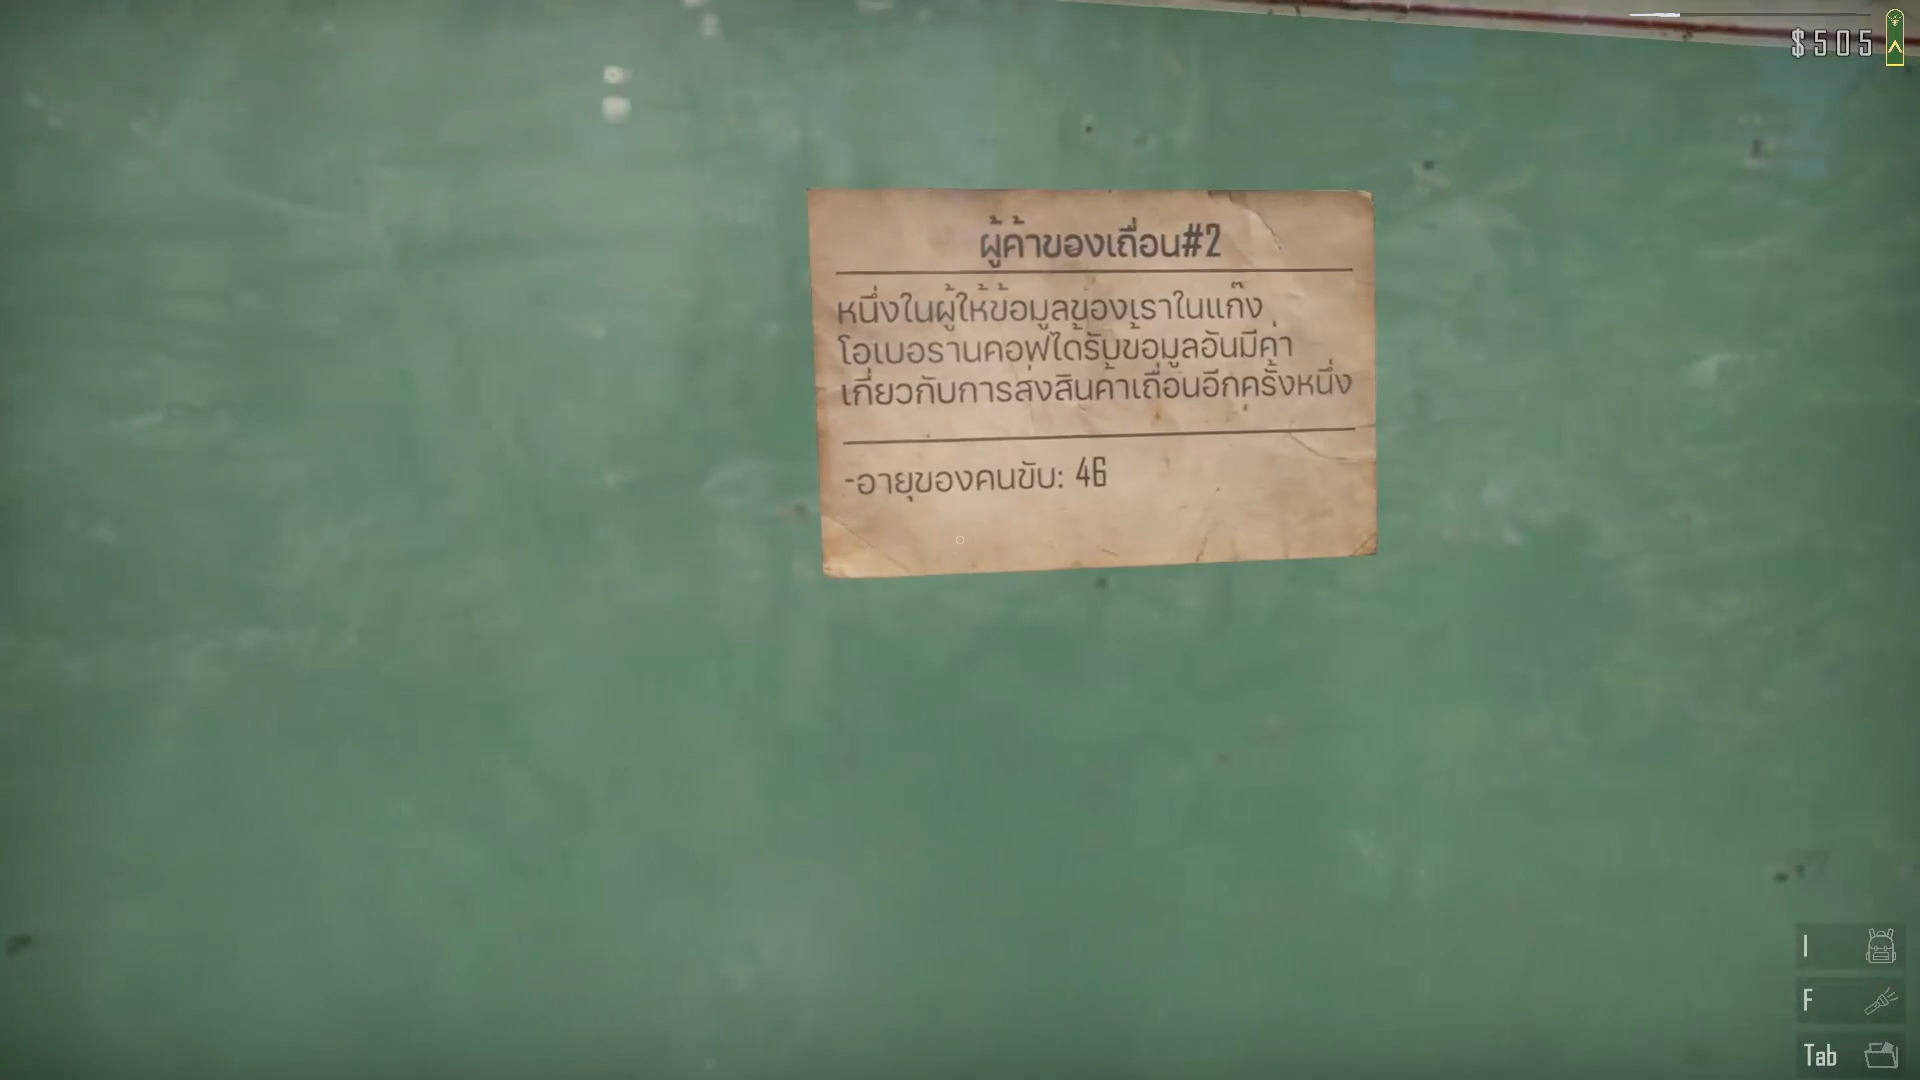 $505
ผู้ค้าของเถื่อน#2
หนึ่งในผู้ให้ข้อมูลของเราในแก๊ง
โอเบอรานคอฟได้รับข้อมูลอันมีค่า
เกี่ยวกับการส่งสินค้าเถื่อนอีกครั้งหนึ่ง
-อายุของคนขับ: 46
I
F
Tab